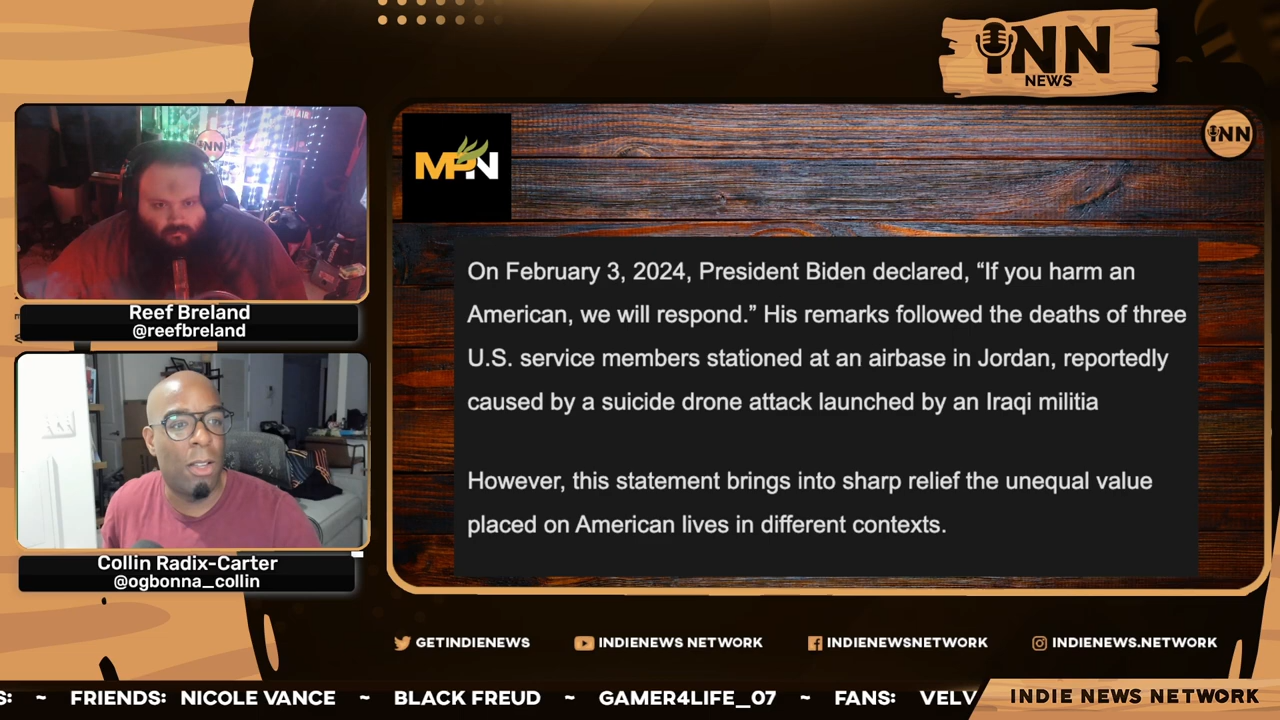 INN
NEWS
INN
MPN
INN
ON AIR
On February 3, 2024, President Biden declared, “If you harm an
American, we will respond.” His remarks followed the deaths of three
U.S. service members stationed at an airbase in Jordan, reportedly
caused by a suicide drone attack launched by an Iraqi militia
However, this statement brings into sharp relief the unequal value
placed on American lives in different contexts.
Reef Breland
@reefbreland
Collin Radix-Carter
@ogbonna_collin
GETINDIENEWS
INDIENEWS NETWORK
INDIENEWSNETWORK
INDIENEWS.NETWORK
S: ~ FRIENDS: NICOLE VANCE ~ BLACK FREUD ~ GAMER4LIFE_07 ~ FANS: VELV
INDIE NEWS NETWORK